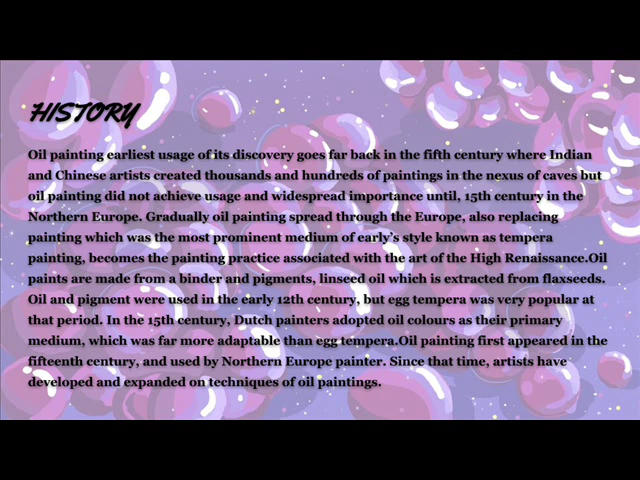 HISTORY
Oil painting earliest usage of its discovery goes far back in the fifth century where Indian
and Chinese artists created thousands and hundreds of paintings in the nexus of caves but
oil painting did not achieve usage and widespread importance until, 15th century in the
Northern Europe. Gradually oil painting spread through the Europe, also replacing
painting which was the most prominent medium of early's style known as tempera
painting, becomes the painting practice associated with the art of the High Renaissance.Oil
paints are made from a binder and pigments, linseed oil which is extracted from flaxseeds.
Oil and pigment were used in the early 12th century, but egg tempera was very popular at
that period. In the 15th century, Dutch painters adopted oil colours as their primary
medium, which was far more adaptable than egg tempera.Oil painting first appeared in the
fifteenth century, and used by Northern Europe painter. Since that time, artists have
developed and expanded on techniques of oil paintings.